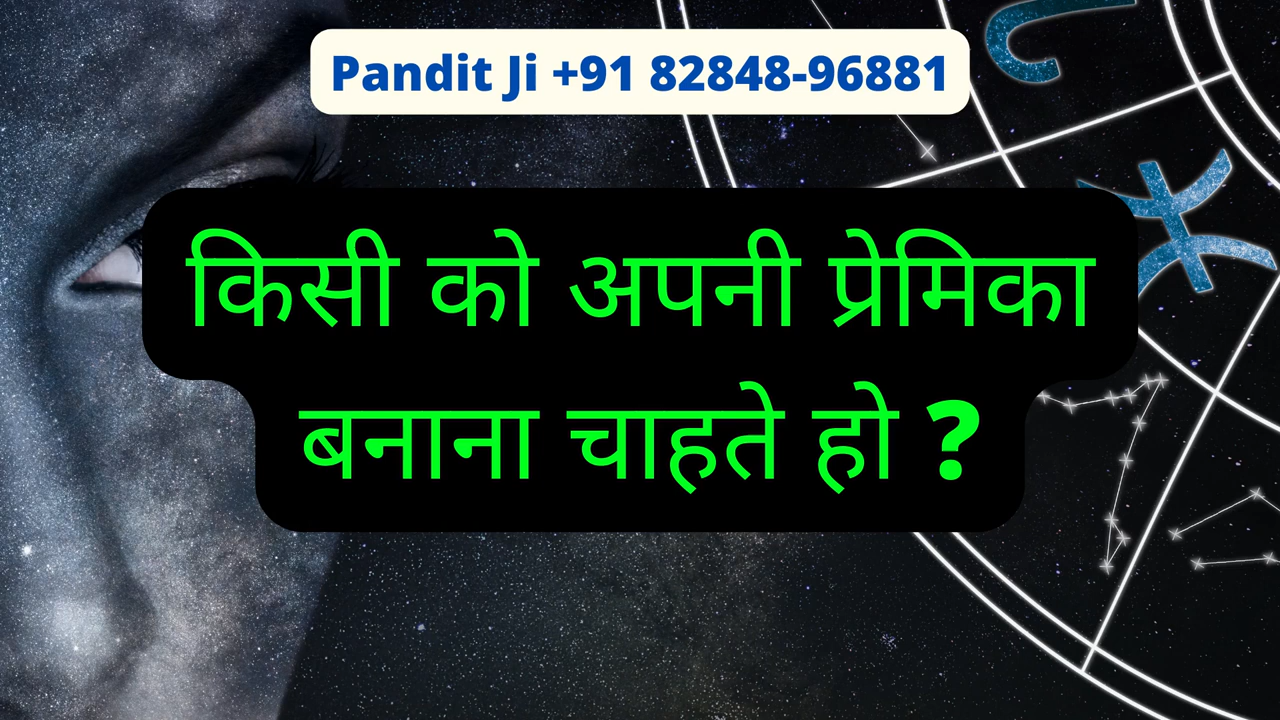 Pandit Ji +91 82848-96881
किसी को अपनी प्रेमिका
बनाना चाहते हो ?